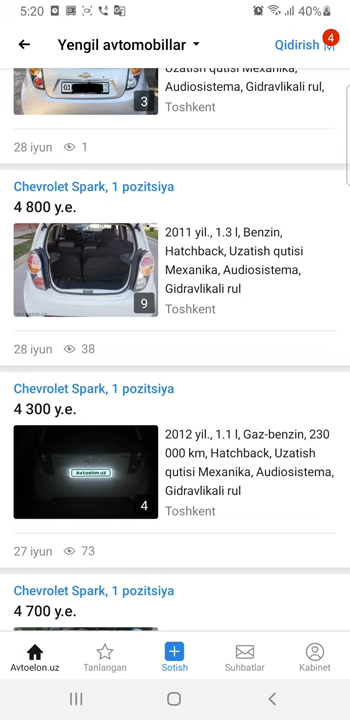 5:20
40%
Yengil avtomobillar
Qidirish
4
Uzatish qutisi Mexanika,
Audiosistema, Gidravlikali rul,
3
Toshkent
28 iyun 1
Chevrolet Spark, 1 pozitsiya
4 800 y.e.
2011 yil., 1.3 l, Benzin,
Hatchback, Uzatish qutisi
Mexanika, Audiosistema,
Gidravlikali rul
9
Avtoelon.uz
Toshkent
28 iyun 38
Chevrolet Spark, 1 pozitsiya
4 300 y.e.
2012 yil., 1.1 l, Gaz-benzin, 230
000 km, Hatchback, Uzatish
Avtoelon.uz
qutisi Mexanika, Audiosistema,
Gidravlikali rul
4
Toshkent
27 iyun 73
Chevrolet Spark, 1 pozitsiya
4 700 y.e.
Avtoelon.uz
Tanlangan
Sotish
Suhbatlar
Kabinet